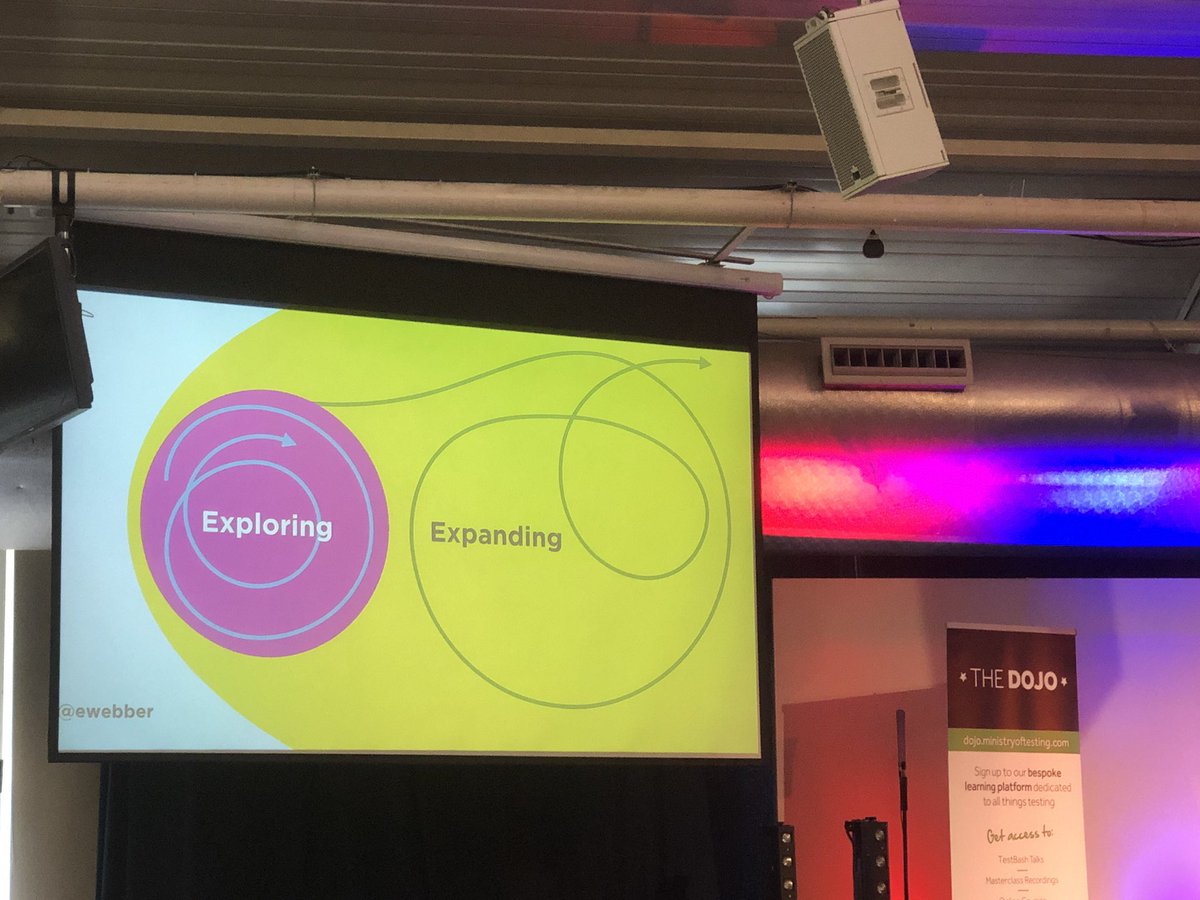 Exploring
Expanding
@ewebber
THE DOJO
dojo.ministryoftesting.com
Sign up to our bespoke
learning platform dedicated
to all things testing
Get access to:
TestBash Talks
Masterclass Recordings